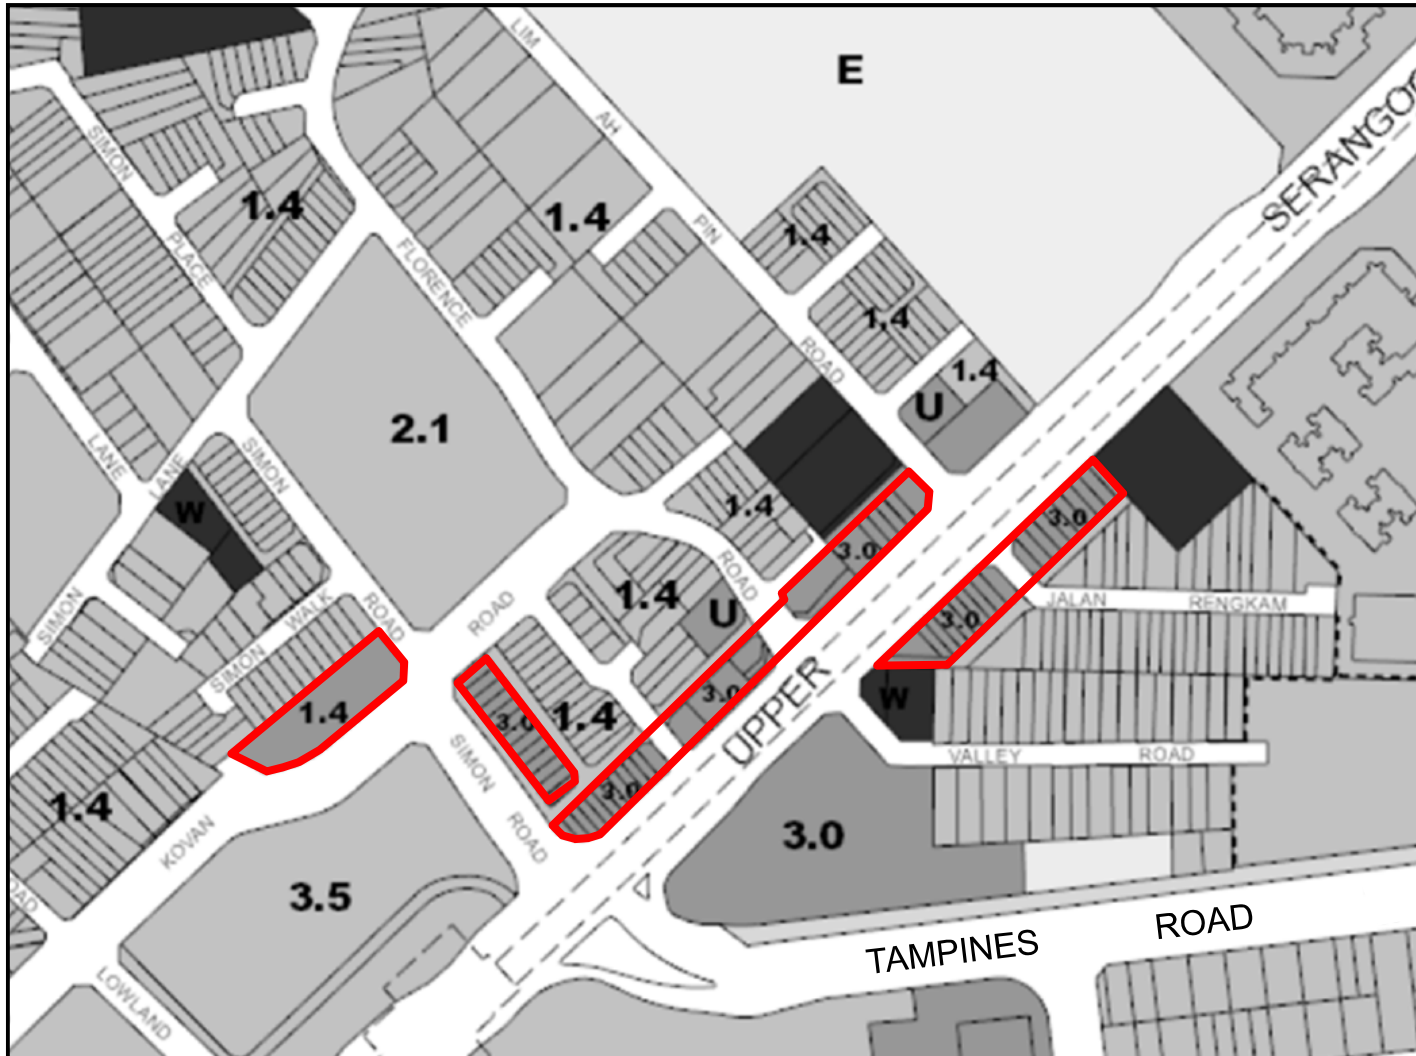 LIM
AH
PIN
ROAD
E
SERANGOO
SIMON
PLACE
1.4
FLORENCE
ROAD
1.4
1.4
1.4
1.4
U
2.1
LANE
LANE
SIMON
ROAD
W
SIMON
SIMON
WALK
ROAD
1.4
1.4
U
3.0
3.0
3.0
JALAN
RENGKAM
1.4
3.0
1.4
3.0
3.0
UPPER
W
VALLEY
ROAD
SIMON
ROAD
1.4
KOVAN
OAD
3.5
3.0
LOWLAND
TAMPINES
ROAD